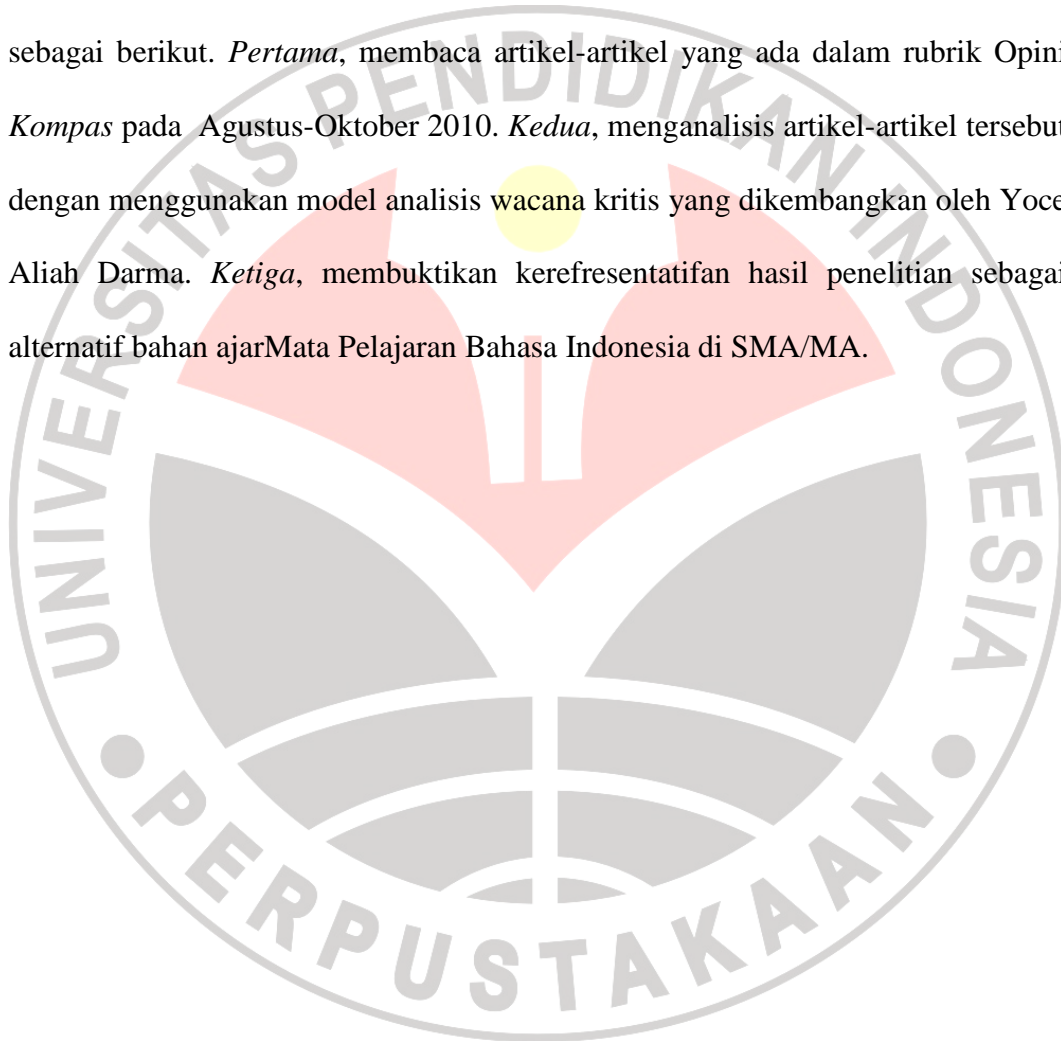 sebagai berikut. Pertama, membaca artikel-artikel yang ada dalam rubrik Opini
Kompas pada Agustus-Oktober 2010. Kedua, menganalisis artikel-artikel tersebut
dengan menggunakan model analisis wacana kritis yang dikembangkan oleh Yoce
Aliah Darma. Ketiga, membuktikan kerefresentatifan hasil penelitian sebagai
alternatif bahan ajarMata Pelajaran Bahasa Indonesia di SMA/MA.
UNIVERSITAS PENDIDIKAN INDONESIA
PERPUSTAKAAN